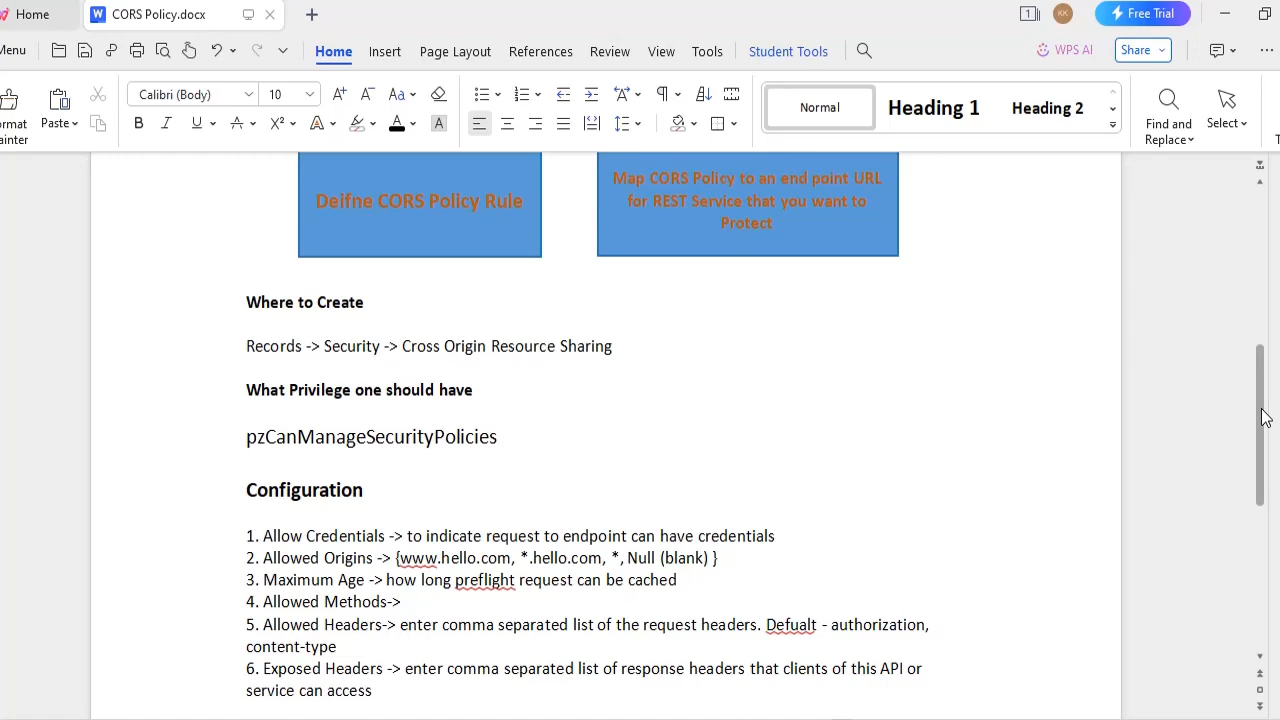 Home
CORS Policy.docx
1
KK
Free Trial
Menu
Home
Insert
Page Layout
References
Review
View
Tools
Student Tools
WPS AI
Share
Calibri (Body)
10
Normal
Heading 1
Heading 2
Paste
Find and
Replace
Select
Deifne CORS Policy Rule
Map CORS Policy to an end point URL
for REST Service that you want to
Protect
Where to Create
Records -> Security -> Cross Origin Resource Sharing
What Privilege one should have
pzCanManageSecurityPolicies
Configuration
1. Allow Credentials -> to indicate request to endpoint can have credentials
2. Allowed Origins -> {www.hello.com, *.hello.com, *, Null (blank) }
3. Maximum Age -> how long preflight request can be cached
4. Allowed Methods->
5. Allowed Headers-> enter comma separated list of the request headers. Defualt - authorization,
content-type
6. Exposed Headers -> enter comma separated list of response headers that clients of this API or
service can access